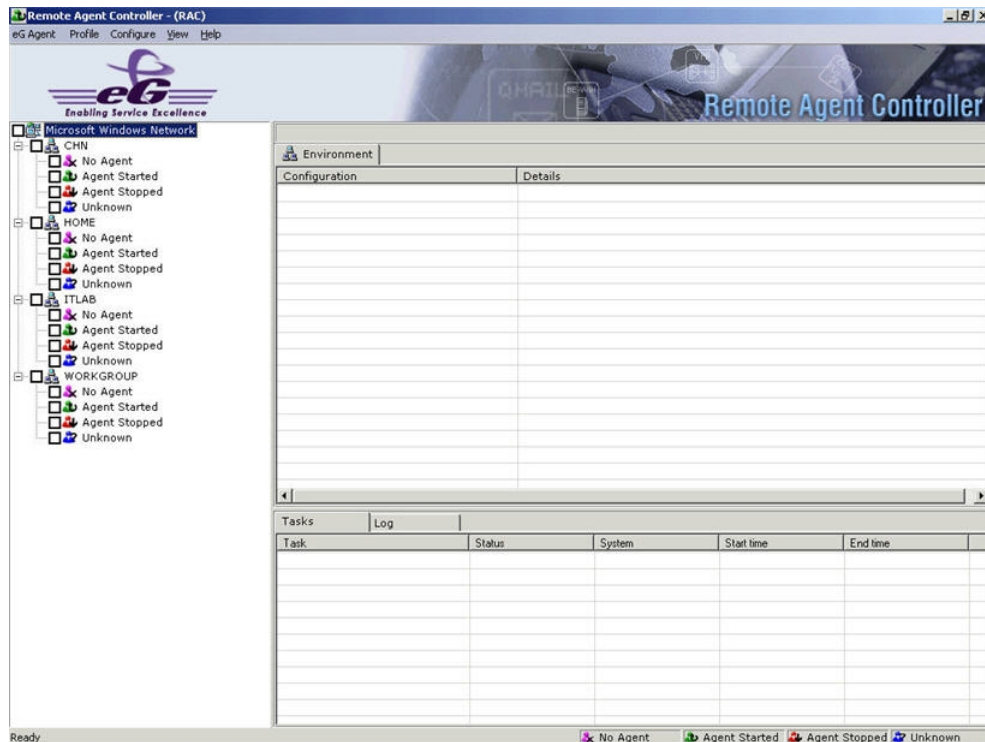 Remote Agent Controller - (RAC)
eG Agent Profile Configure View Help
eG
Enabling Service Excellence
QHAIL
Remote Agent Controller
Microsoft Windows Network
CHN
No Agent
Agent Started
Agent Stopped
Unknown
HOME
No Agent
Agent Started
Agent Stopped
Unknown
ITLAB
No Agent
Agent Started
Agent Stopped
Unknown
WORKGROUP
No Agent
Agent Started
Agent Stopped
Unknown
Environment
Configuration Details
Tasks Log
Task Status System Start time End time
Ready No Agent Agent Started Agent Stopped Unknown